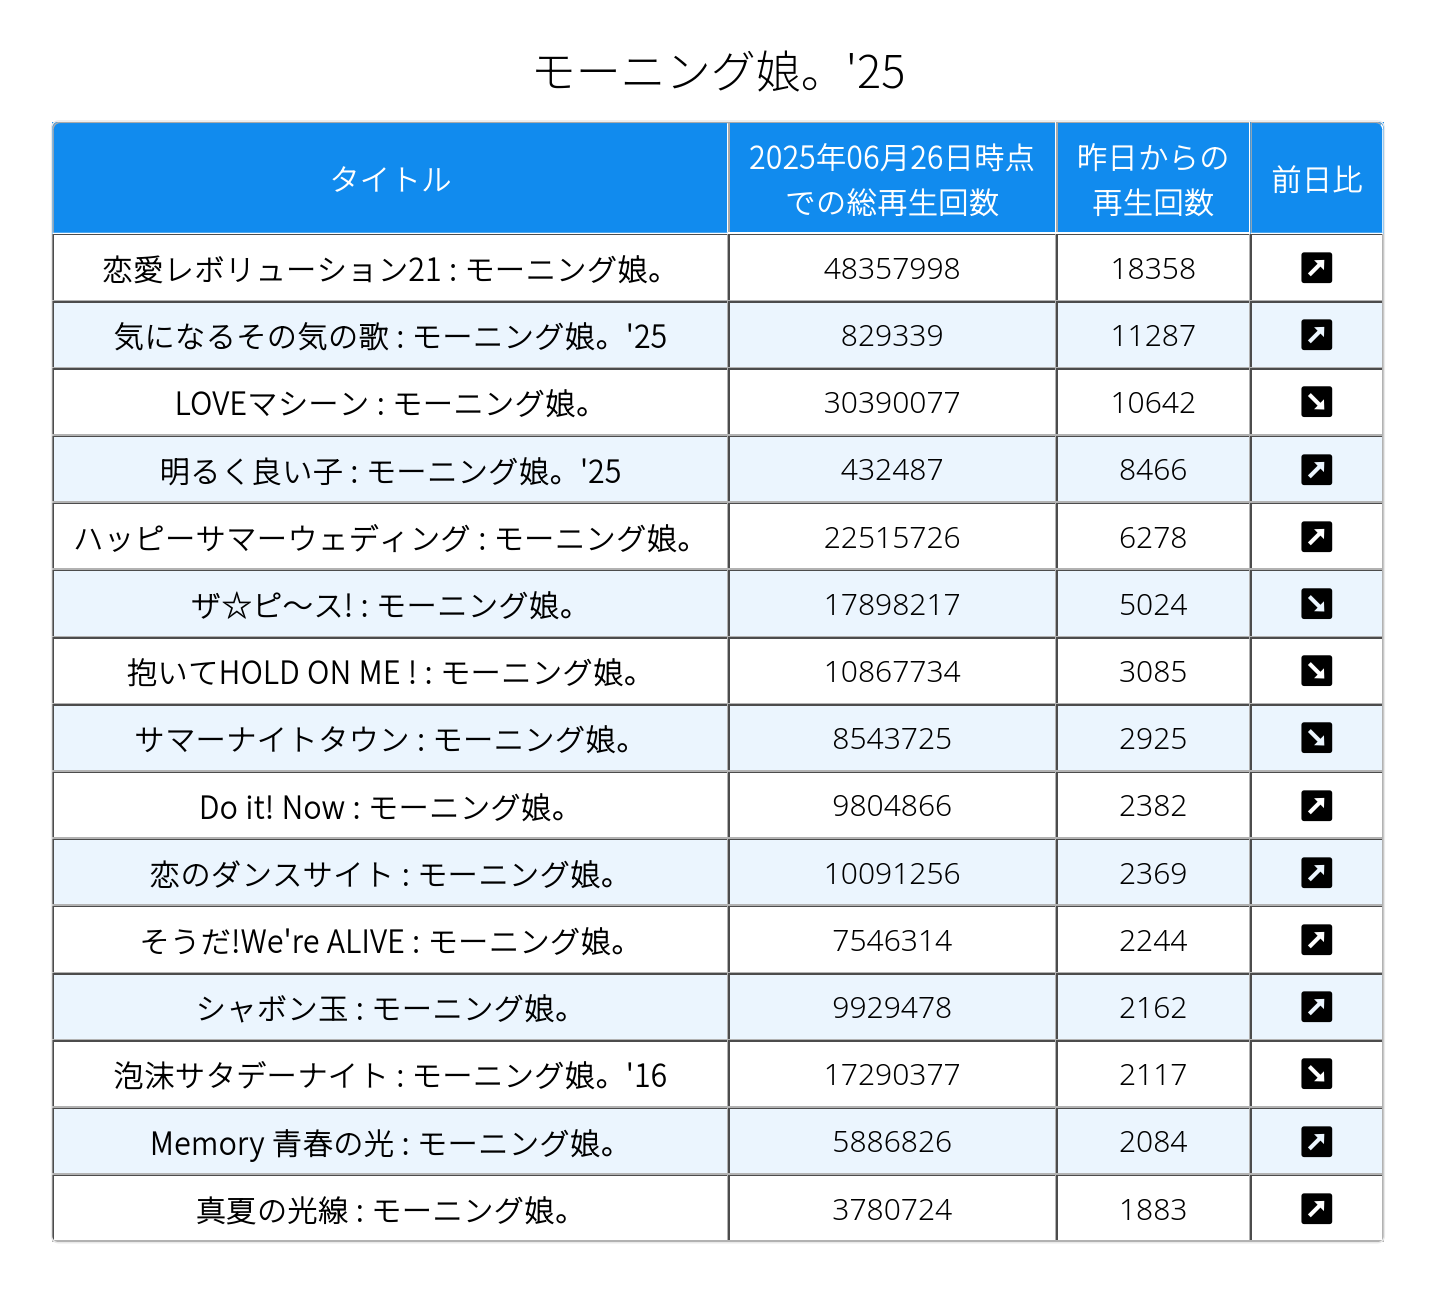 モーニング娘。'25
タイトル 2025年06月26日時点での総再生回数 昨日からの再生回数 前日比
恋愛レボリューション21 : モーニング娘。 48357998 18358 ↗
気になるその気の歌 : モーニング娘。'25 829339 11287 ↗
LOVEマシーン : モーニング娘。 30390077 10642 ↘
明るく良い子 : モーニング娘。'25 432487 8466 ↗
ハッピーサマーウェディング : モーニング娘。 22515726 6278 ↗
ザ☆ピ〜ス! : モーニング娘。 17898217 5024 ↘
抱いてHOLD ON ME ! : モーニング娘。 10867734 3085 ↘
サマーナイトタウン : モーニング娘。 8543725 2925 ↘
Do it! Now : モーニング娘。 9804866 2382 ↗
恋のダンスサイト : モーニング娘。 10091256 2369 ↗
そうだ!We're ALIVE : モーニング娘。 7546314 2244 ↗
シャボン玉 : モーニング娘。 9929478 2162 ↗
泡沫サタデーナイト : モーニング娘。'16 17290377 2117 ↘
Memory 青春の光 : モーニング娘。 5886826 2084 ↗
真夏の光線 : モーニング娘。 3780724 1883 ↗